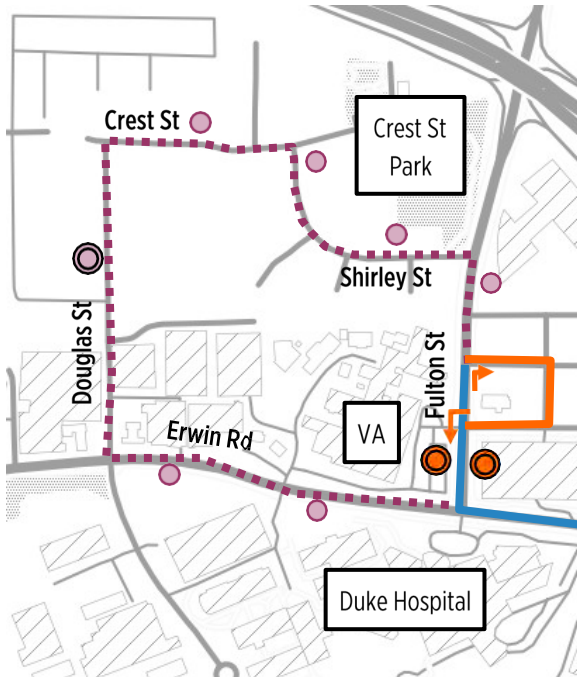 Crest St
Crest St
Park
Shirley St
Douglas St
Fulton St
VA
Erwin Rd
Duke Hospital